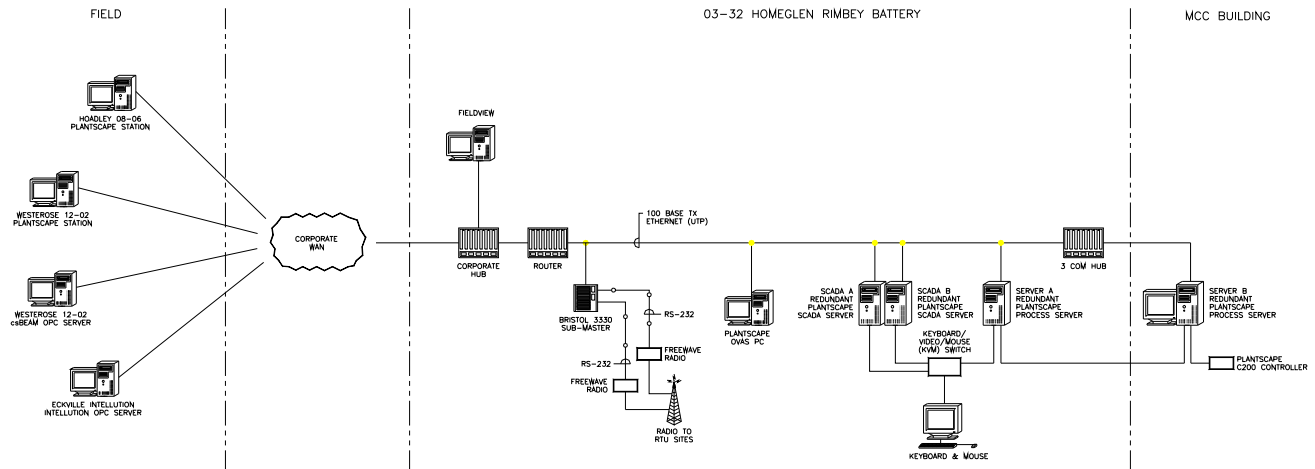 FIELD
03-32 HOMEGLEN RIMBEY BATTERY
MCC BUILDING
HOADLEY 08-06
PLANTSCAPE STATION
WESTEROSE 12-02
PLANTSCAPE STATION
WESTEROSE 12-02
csBEAM OPC SERVER
ECKVILLE INTELLUTION
INTELLUTION OPC SERVER
CORPORATE
WAN
FIELDVIEW
CORPORATE
HUB
ROUTER
100 BASE TX
ETHERNET (UTP)
BRISTOL 3330
SUB-MASTER
RS-232
FREEWAVE
RADIO
RS-232
FREEWAVE
RADIO
RADIO TO
RTU SITES
PLANTSCAPE
OVAS PC
SCADA A
REDUNDANT
PLANTSCAPE
SCADA SERVER
SCADA B
REDUNDANT
PLANTSCAPE
SCADA SERVER
SERVER A
REDUNDANT
PLANTSCAPE
PROCESS SERVER
KEYBOARD/
VIDEO/MOUSE
(KVM) SWITCH
KEYBOARD & MOUSE
3 COM HUB
SERVER B
REDUNDANT
PLANTSCAPE
PROCESS SERVER
PLANTSCAPE
C200 CONTROLLER